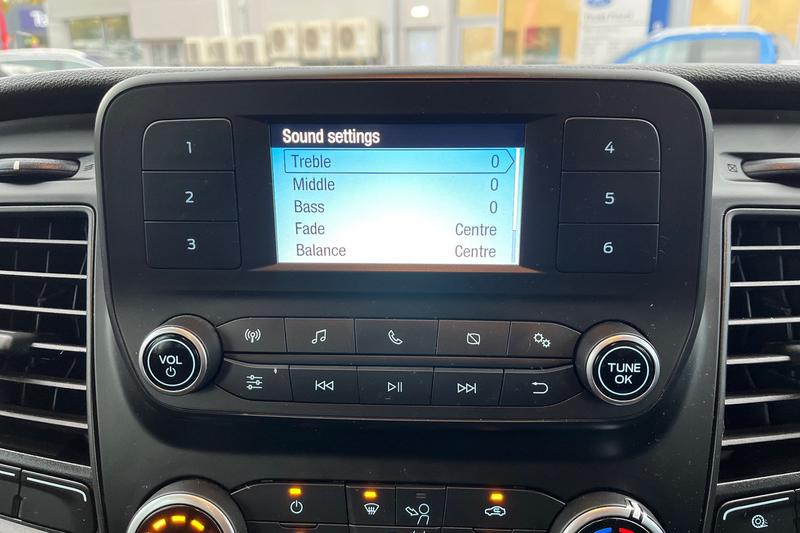 Sound settings
Treble 0
Middle 0
Bass 0
Fade Centre
Balance Centre
1
2
3
4
5
6
VOL
TUNE
OK